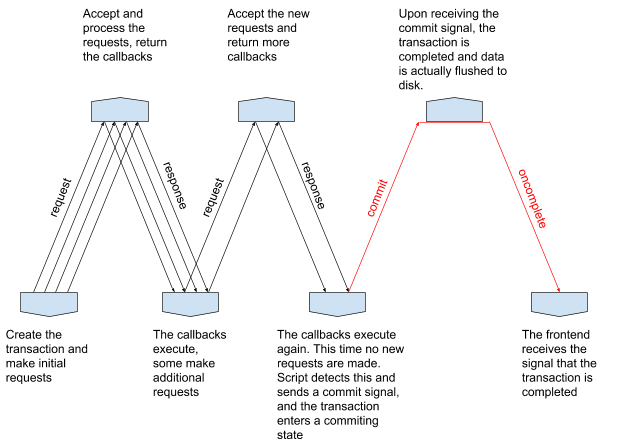 Accept and
process the
requests, return
the callbacks
Accept the new
requests and
return more
callbacks
Upon receiving the
commit signal, the
transaction is
completed and data
is actually flushed to
disk.
request
response
request
response
commit
oncomplete
Create the
transaction and
make initial
requests
The callbacks
execute,
some make
additional
requests
The callbacks execute
again. This time no new
requests are made.
Script detects this and
sends a commit signal,
and the transaction
enters a commiting
state
The frontend
receives the
signal that the
transaction is
completed